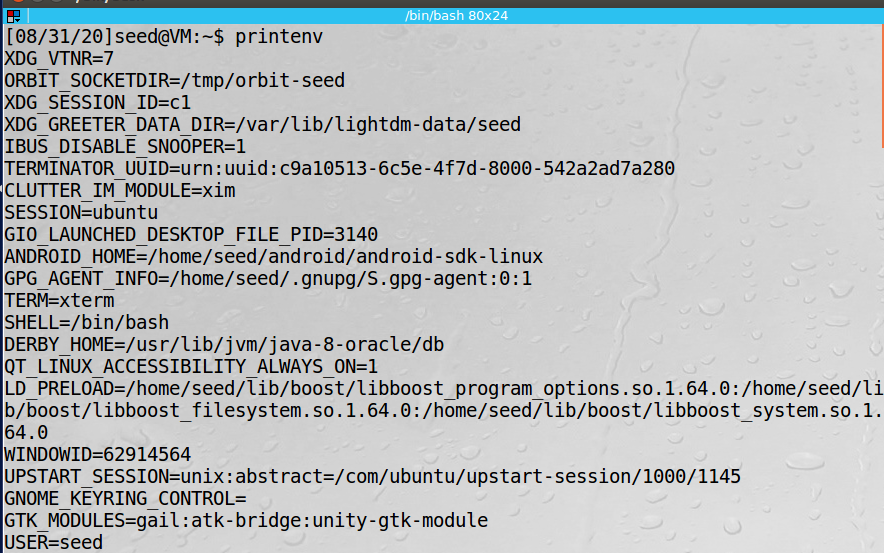 /bin/bash 80x24
[08/31/20]seed@VM:~$ printenv
XDG_VTNR=7
ORBIT_SOCKETDIR=/tmp/orbit-seed
XDG_SESSION_ID=c1
XDG_GREETER_DATA_DIR=/var/lib/lightdm-data/seed
IBUS_DISABLE_SNOOPER=1
TERMINATOR_UUID=urn:uuid:c9a10513-6c5e-4f7d-8000-542a2ad7a280
CLUTTER_IM_MODULE=xim
SESSION=ubuntu
GIO_LAUNCHED_DESKTOP_FILE_PID=3140
ANDROID_HOME=/home/seed/android/android-sdk-linux
GPG_AGENT_INFO=/home/seed/.gnupg/S.gpg-agent:0:1
TERM=xterm
SHELL=/bin/bash
DERBY_HOME=/usr/lib/jvm/java-8-oracle/db
QT_LINUX_ACCESSIBILITY_ALWAYS_ON=1
LD_PRELOAD=/home/seed/lib/boost/libboost_program_options.so.1.64.0:/home/seed/li
b/boost/libboost_filesystem.so.1.64.0:/home/seed/lib/boost/libboost_system.so.1.
64.0
WINDOWID=62914564
UPSTART_SESSION=unix:abstract=/com/ubuntu/upstart-session/1000/1145
GNOME_KEYRING_CONTROL=
GTK_MODULES=gail:atk-bridge:unity-gtk-module
USER=seed